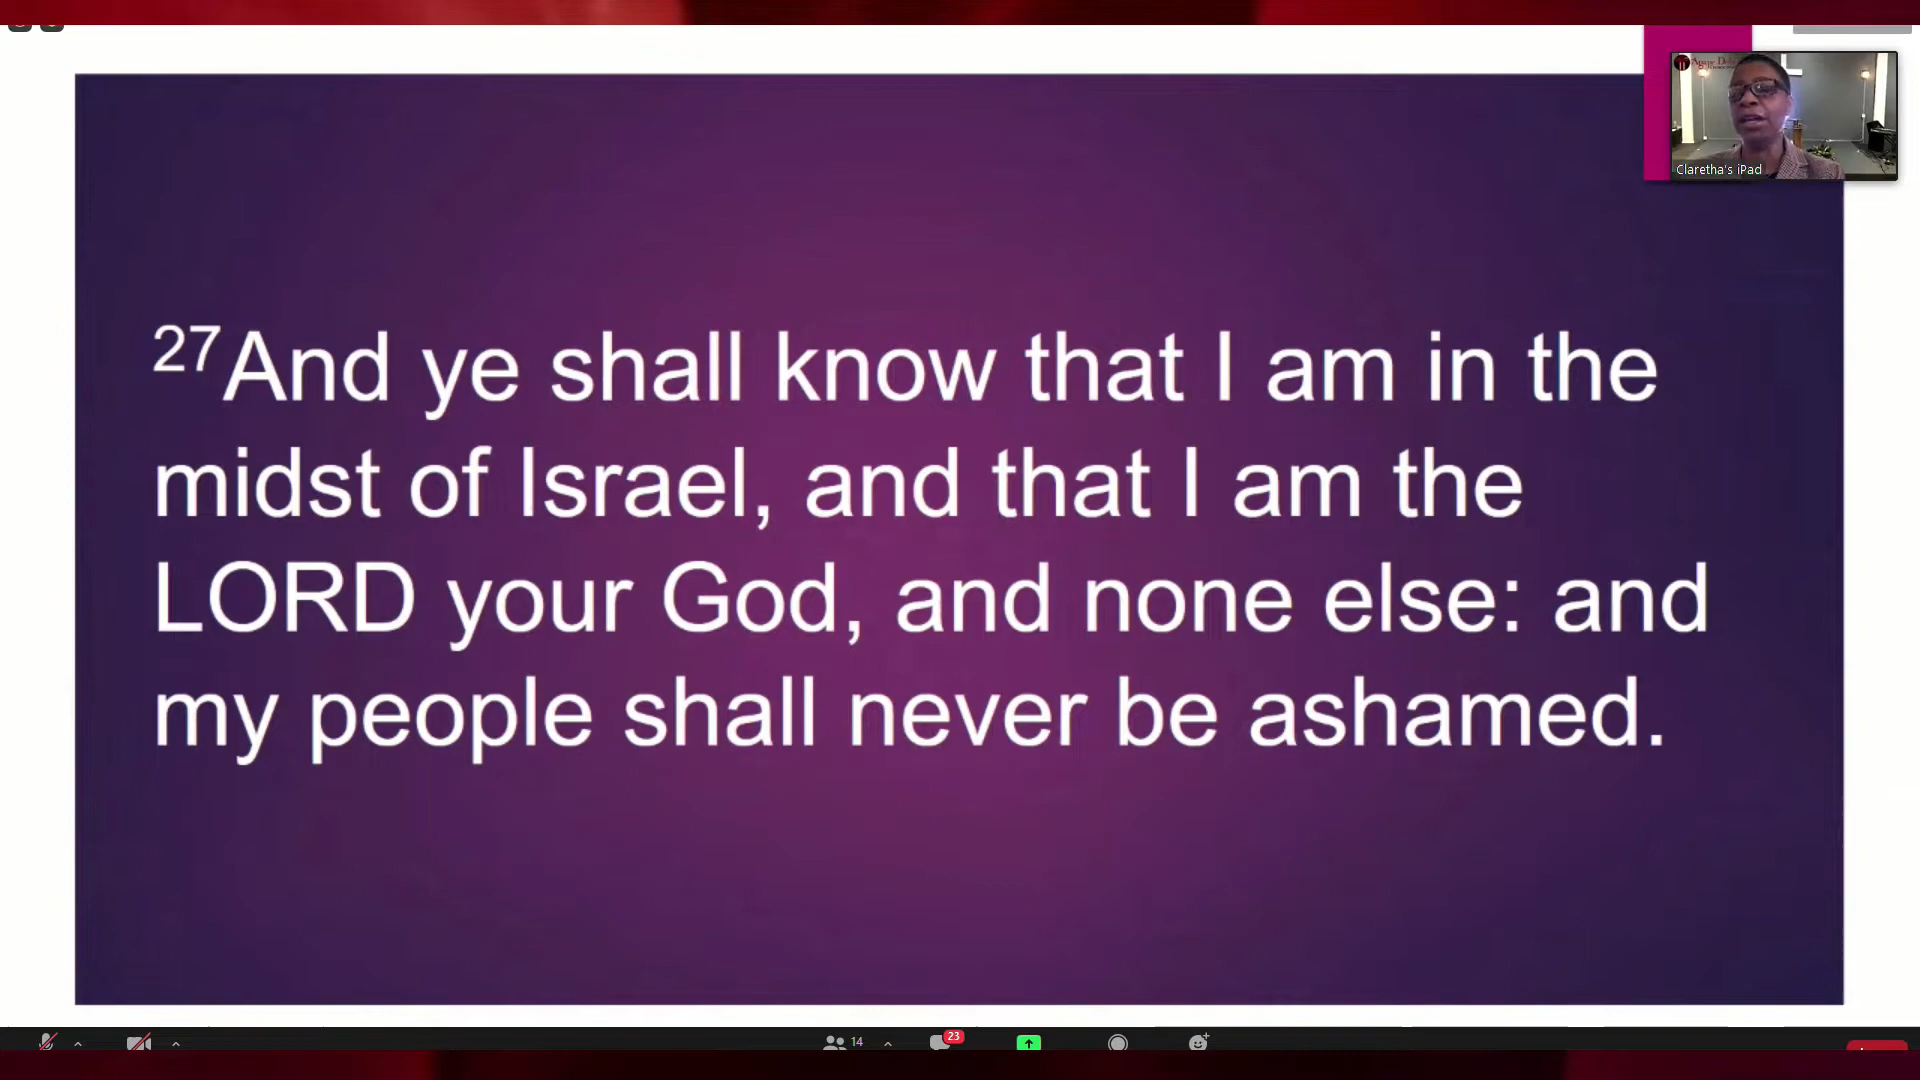 27And ye shall know that I am in the
midst of Israel, and that I am the
LORD your God, and none else: and
my people shall never be ashamed.
Claretha's iPad
14
23